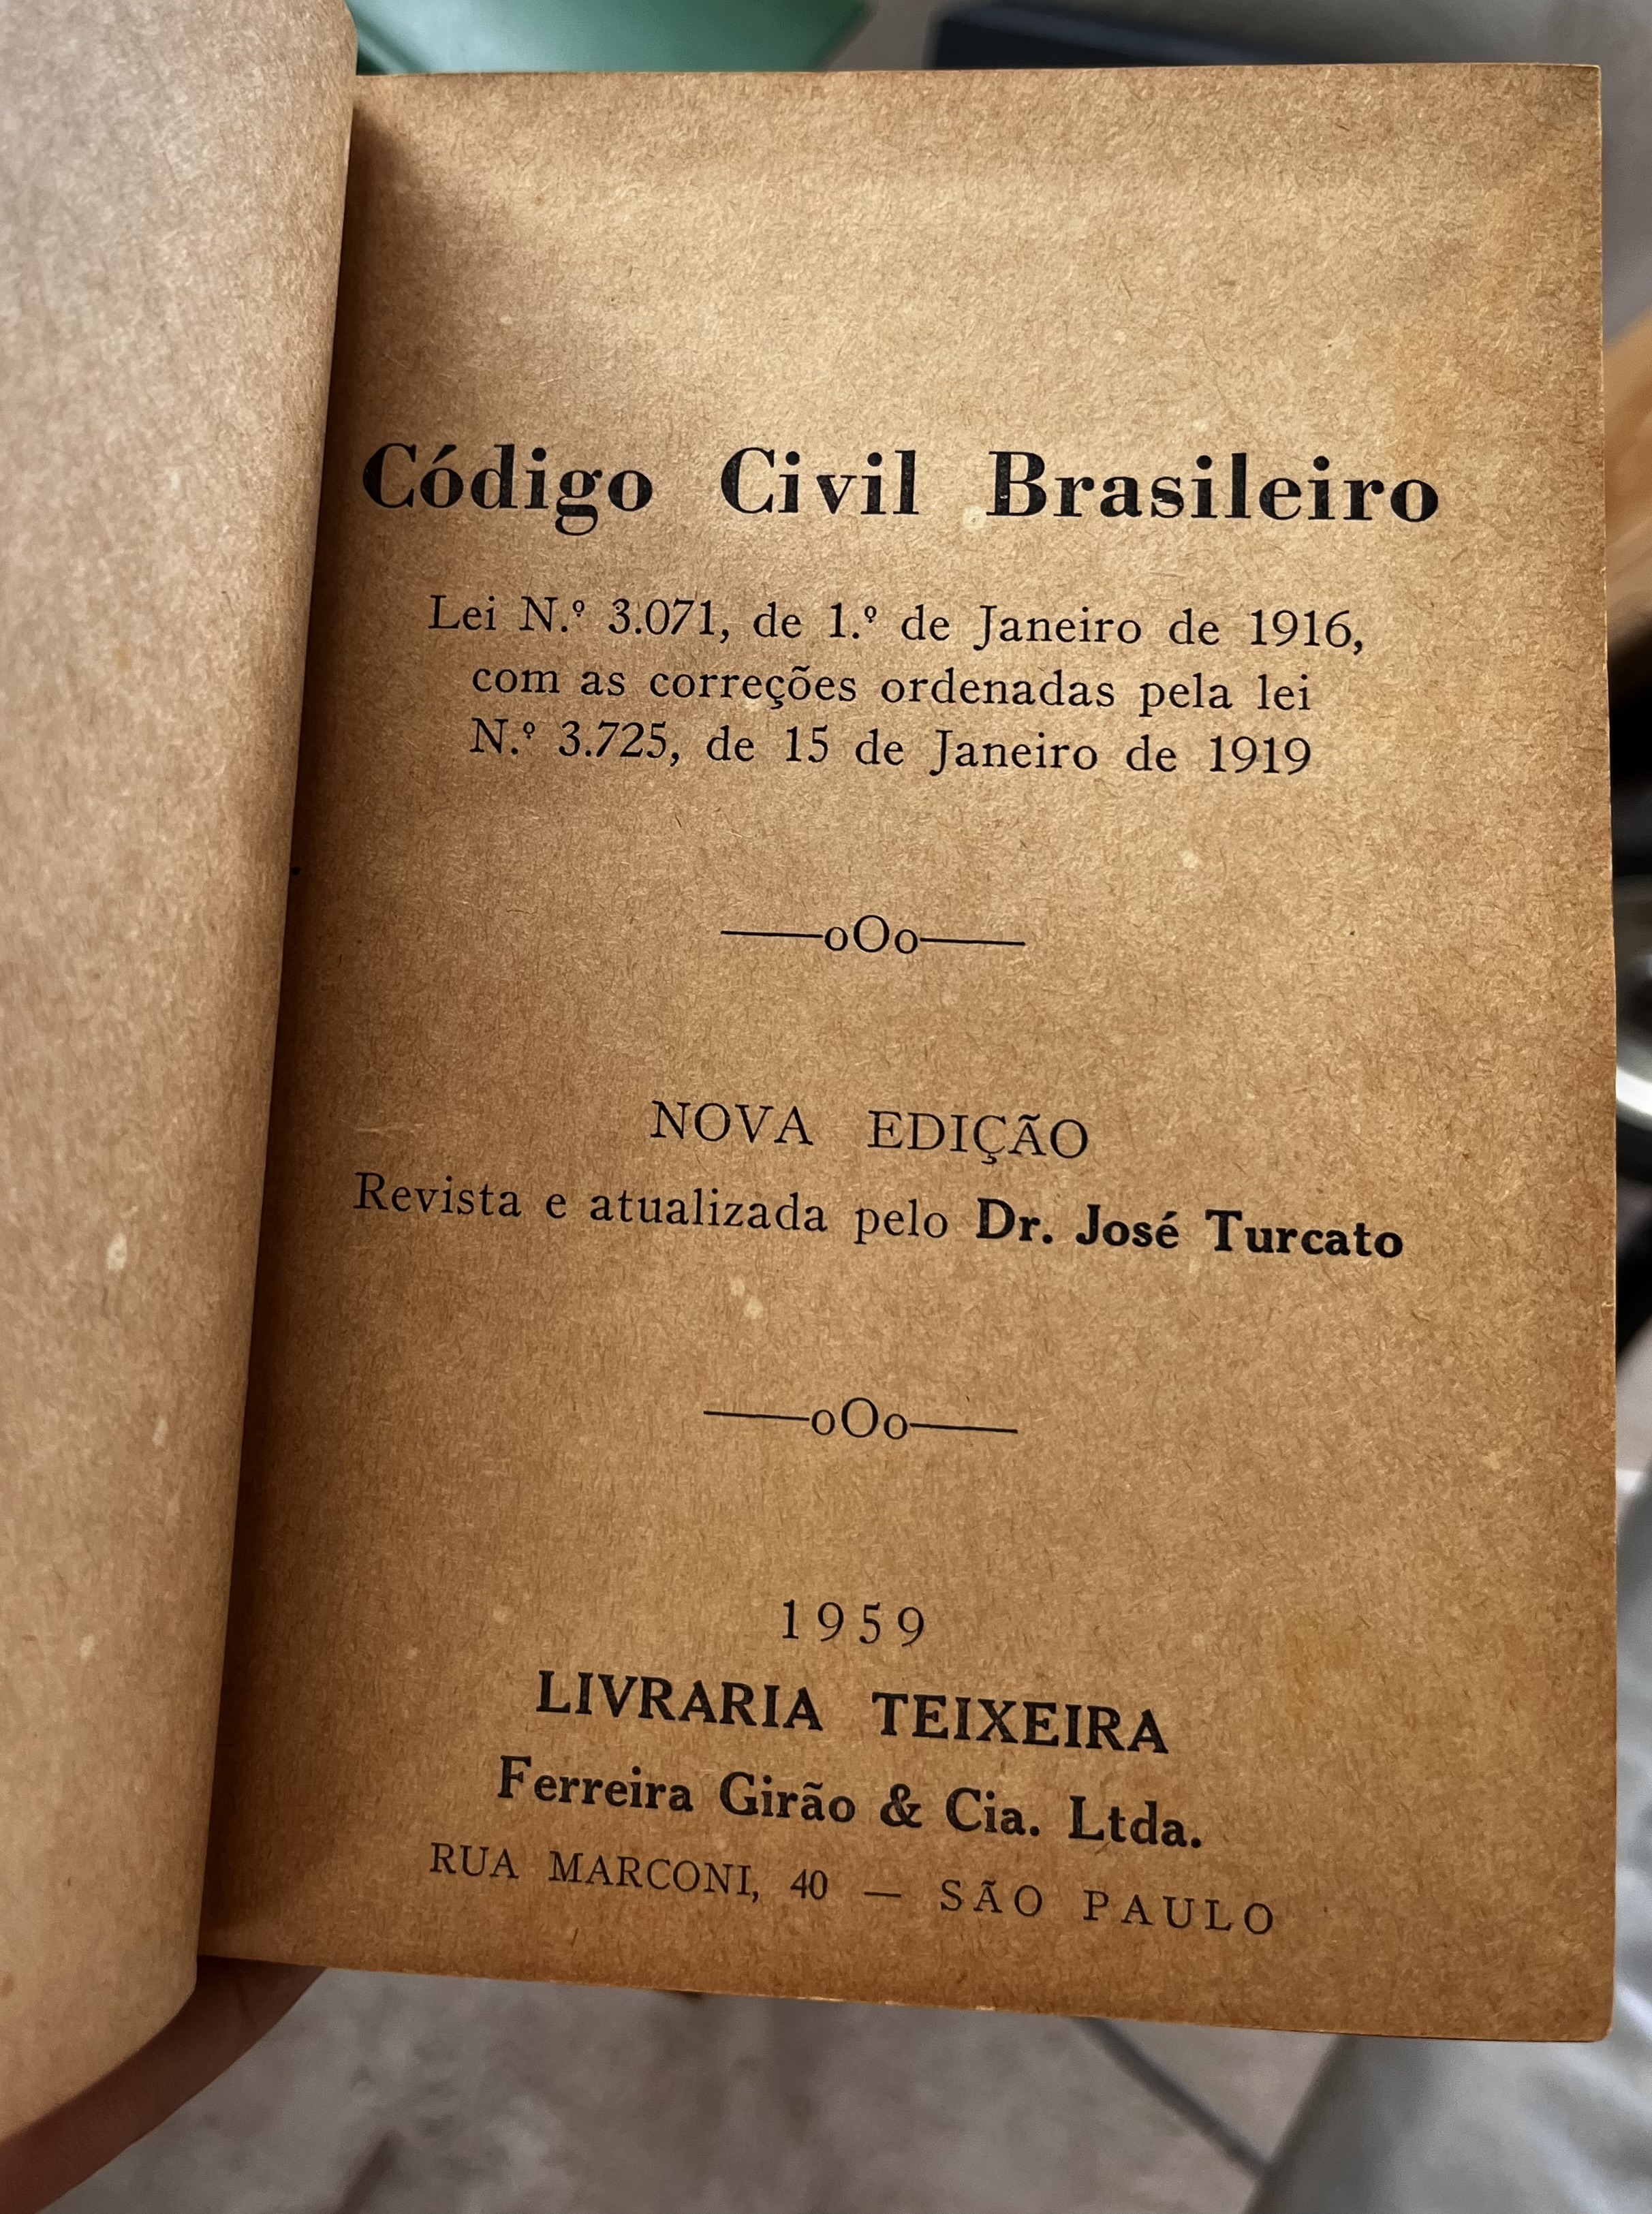 Código Civil Brasileiro
Lei N.º 3.071, de 1.º de Janeiro de 1916,
com as correções ordenadas pela lei
N.º 3.725, de 15 de Janeiro de 1919
——oOo——
NOVA EDIÇÃO
Revista e atualizada pelo Dr. José Turcato
——oOo——
1959
LIVRARIA TEIXEIRA
Ferreira Girão & Cia. Ltda.
RUA MARCONI, 40 — SÃO PAULO